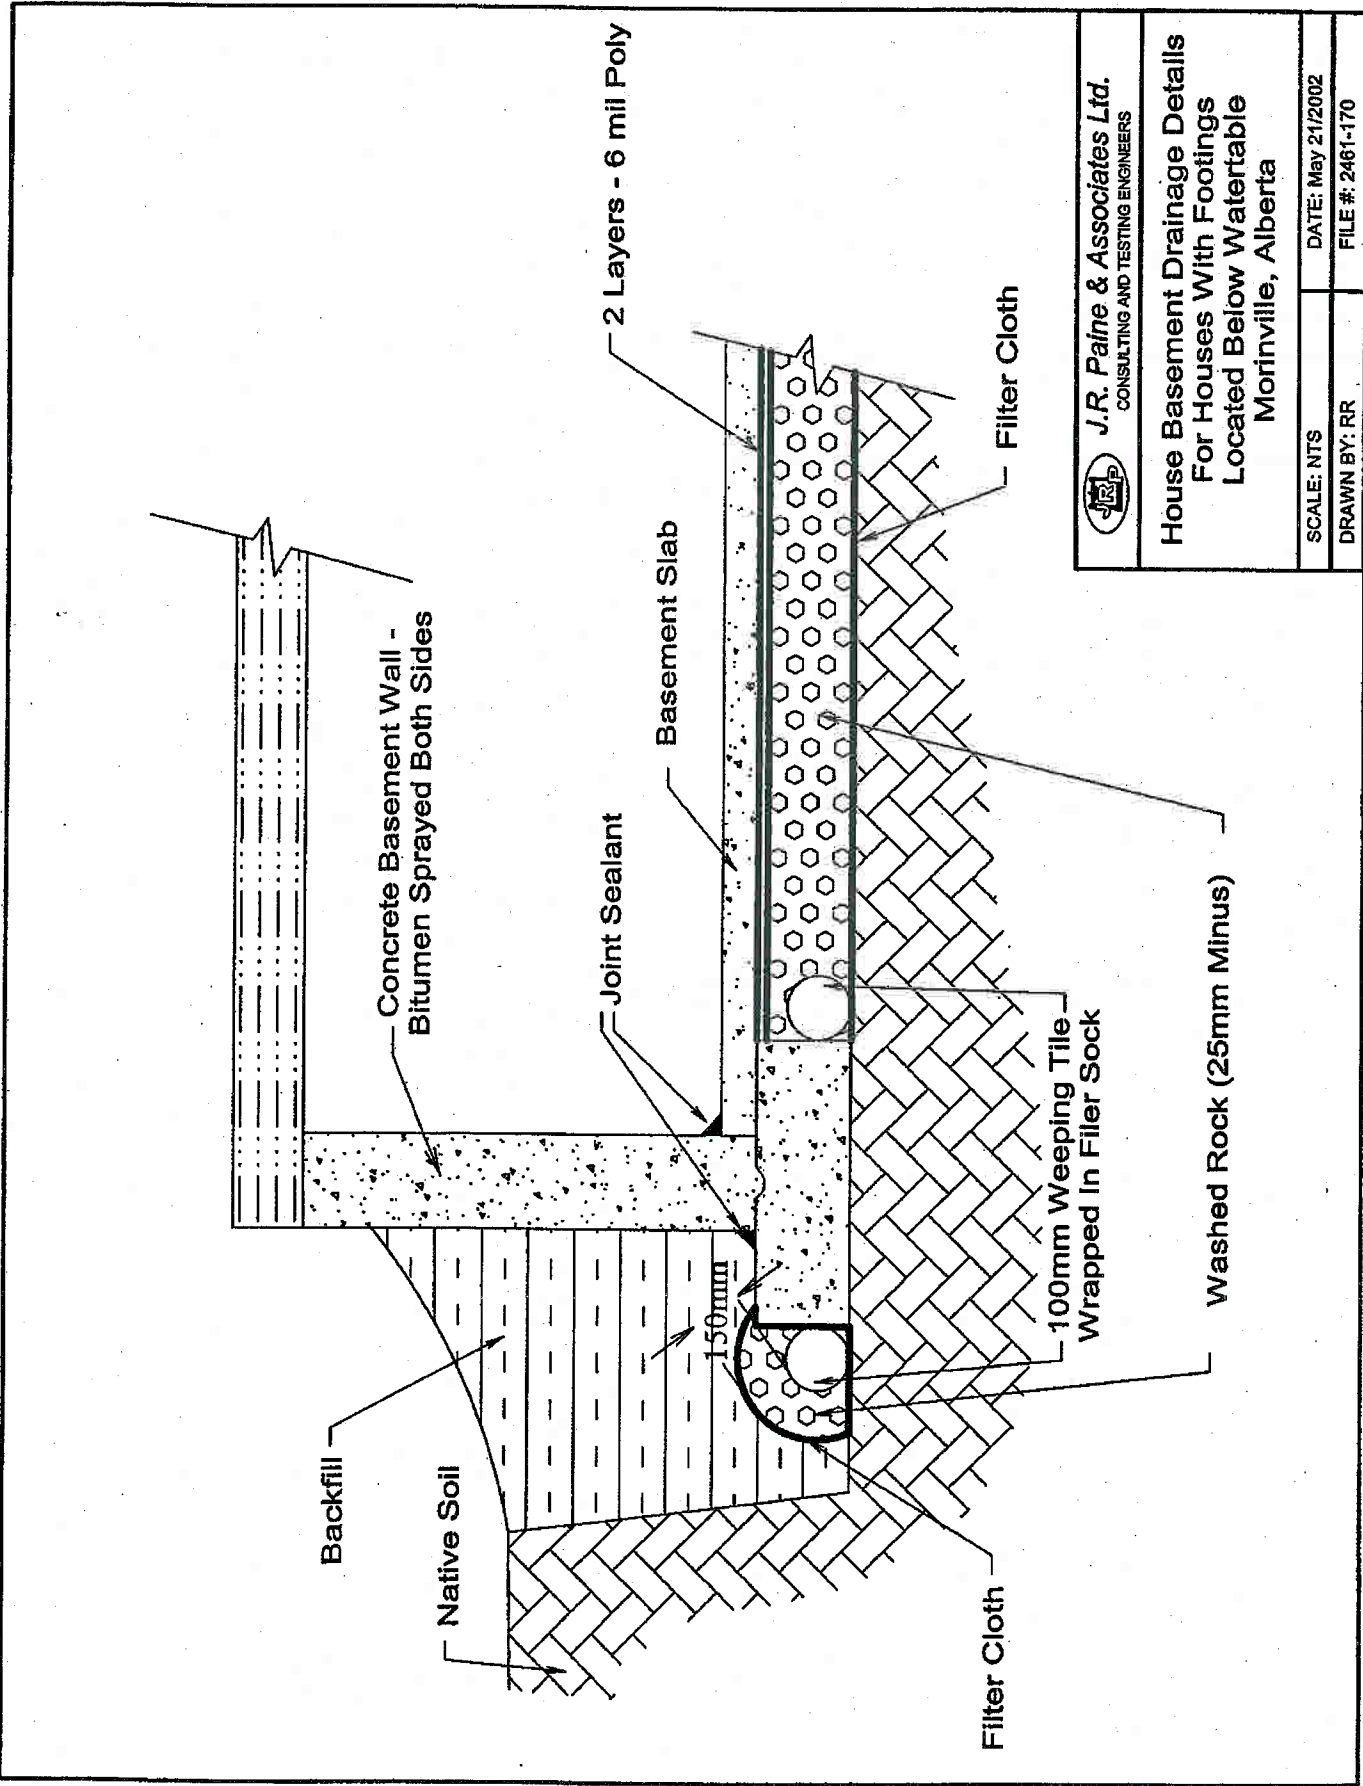 2 Layers - 6 mil Poly
Concrete Basement Wall -
Bitumen Sprayed Both Sides
Basement Slab
Joint Sealant
Backfill
Native Soil
150mm
Filter Cloth
100mm Weeping Tile
Wrapped In Filer Sock
Washed Rock (25mm Minus)
Filter Cloth
JRP
J.R. Paine & Associates Ltd.
CONSULTING AND TESTING ENGINEERS
House Basement Drainage Details
For Houses With Footings
Located Below Watertable
Morinville, Alberta
SCALE: NTS
DATE: May 21/2002
DRAWN BY: RR
FILE #: 2461-170